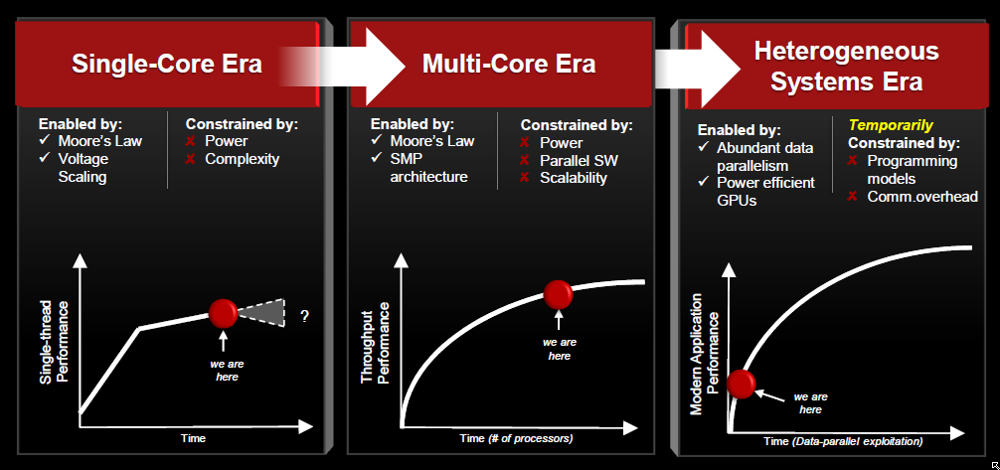 Single-Core Era
Enabled by:
✓ Moore's Law
✓ Voltage
Scaling
Constrained by:
✘ Power
✘ Complexity
Single-thread
Performance
?
we are
here
Time
Multi-Core Era
Enabled by:
✓ Moore's Law
✓ SMP
architecture
Constrained by:
✘ Power
✘ Parallel SW
✘ Scalability
Throughput
Performance
we are
here
Time (# of processors)
Heterogeneous
Systems Era
Enabled by:
✓ Abundant data
parallelism
✓ Power efficient
GPUs
Temporarily
Constrained by:
✘ Programming
models
✘ Comm.overhead
Modern Application
Performance
we are
here
Time (Data-parallel exploitation)